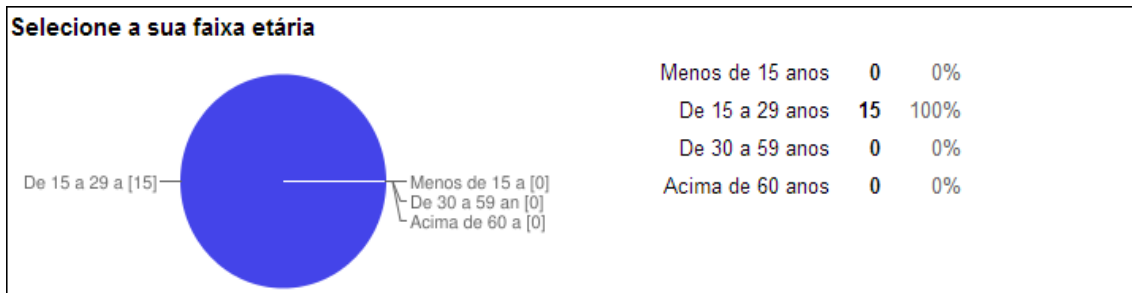 Selecione a sua faixa etária
De 15 a 29 a [15]
Menos de 15 a [0]
De 30 a 59 an [0]
Acima de 60 a [0]
Menos de 15 anos 0 0%
De 15 a 29 anos 15 100%
De 30 a 59 anos 0 0%
Acima de 60 anos 0 0%